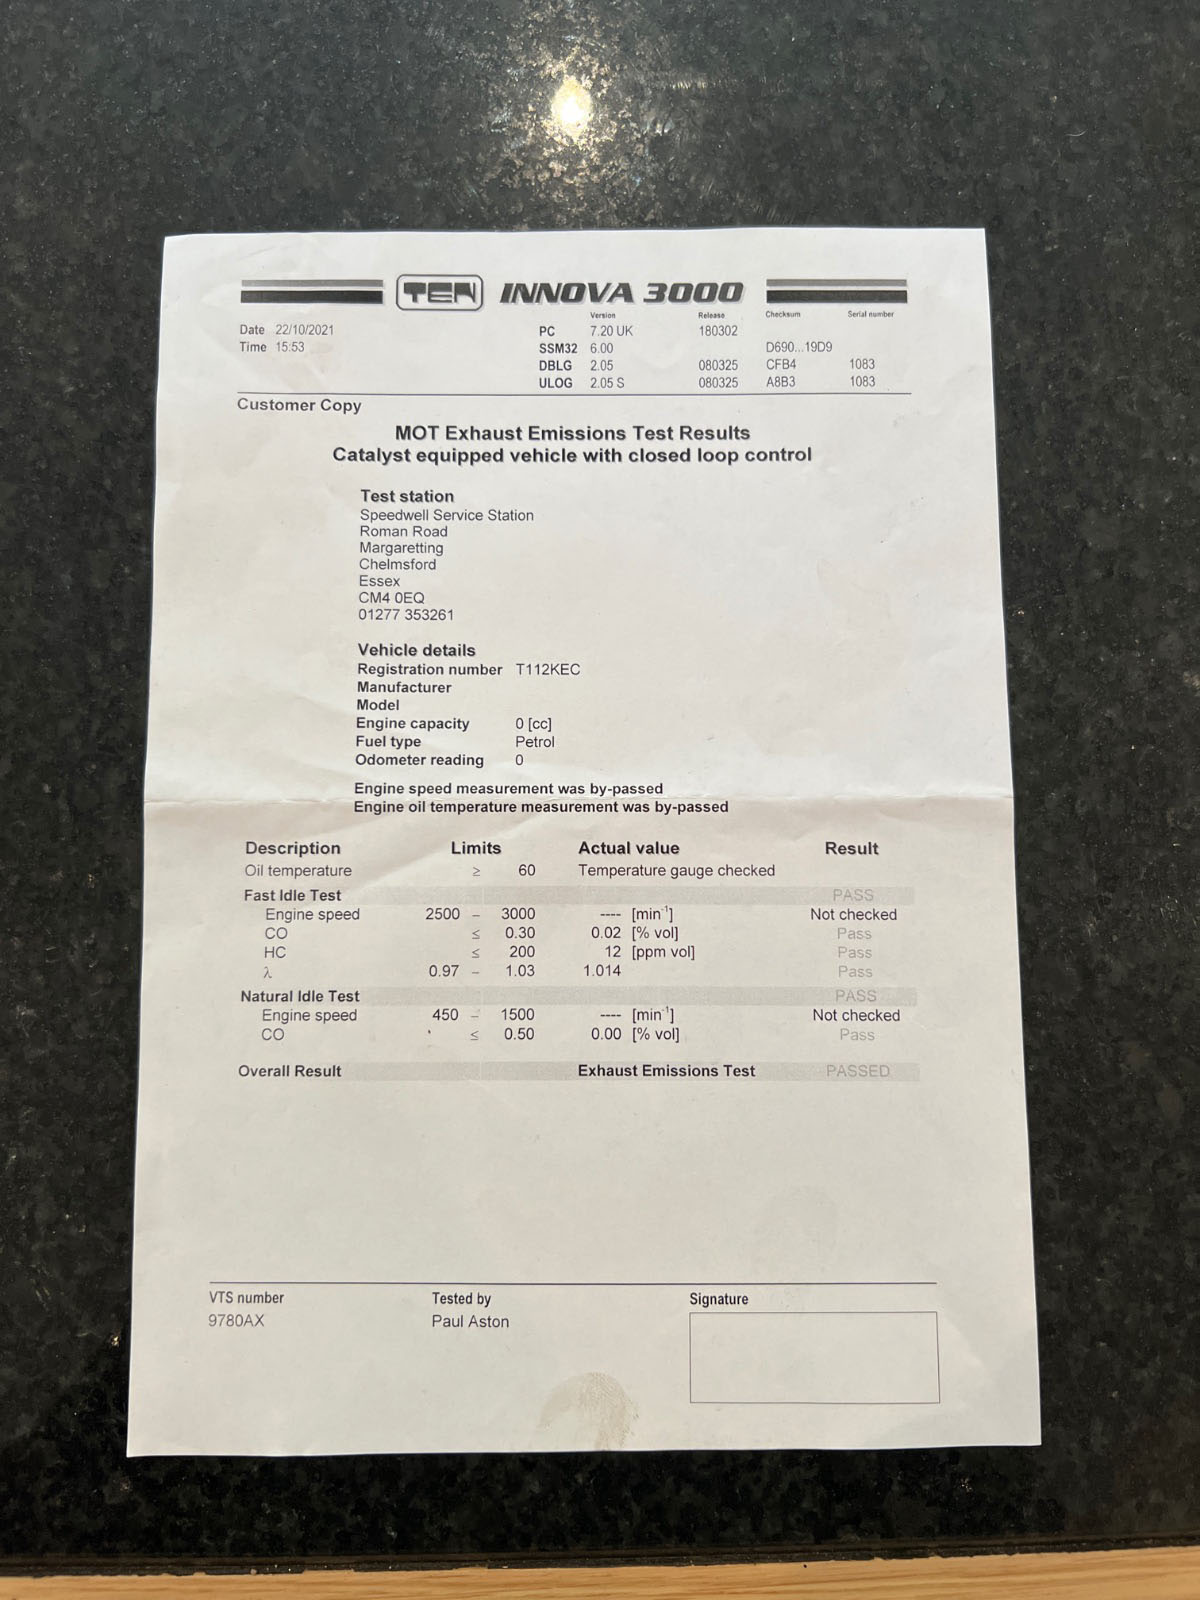 TEN INNOVA 3000
Version Release Checksum Serial number
Date 22/10/2021 PC 7.20 UK 180302
Time 15:53 SSM32 6.00 D690...19D9
DBLG 2.05 080325 CFB4 1083
ULOG 2.05 S 080325 A8B3 1083
Customer Copy
MOT Exhaust Emissions Test Results
Catalyst equipped vehicle with closed loop control
Test station
Speedwell Service Station
Roman Road
Margaretting
Chelmsford
Essex
CM4 0EQ
01277 353261
Vehicle details
Registration number T112KEC
Manufacturer
Model
Engine capacity 0 [cc]
Fuel type Petrol
Odometer reading 0
Engine speed measurement was by-passed
Engine oil temperature measurement was by-passed
Description Limits Actual value Result
Oil temperature ≥ 60 Temperature gauge checked
Fast Idle Test PASS
Engine speed 2500 – 3000 ---- [min⁻¹] Not checked
CO ≤ 0.30 0.02 [% vol] Pass
HC ≤ 200 12 [ppm vol] Pass
λ 0.97 – 1.03 1.014 Pass
Natural Idle Test PASS
Engine speed 450 – 1500 ---- [min⁻¹] Not checked
CO ≤ 0.50 0.00 [% vol] Pass
Overall Result Exhaust Emissions Test PASSED
VTS number Tested by Signature
9780AX Paul Aston